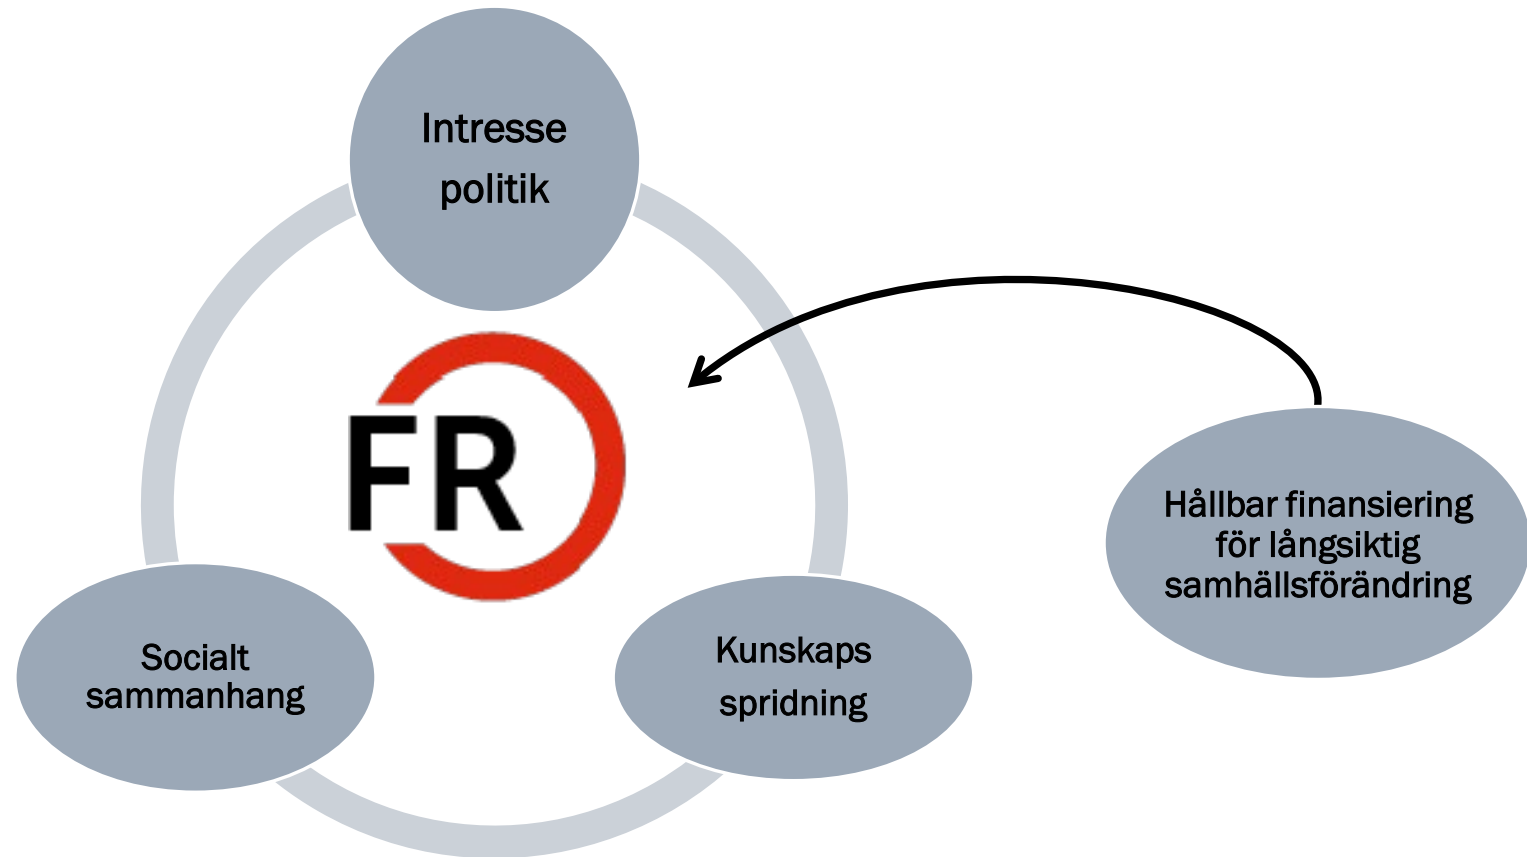 Intresse
politik
FR
Socialt
sammanhang
Kunskaps
spridning
Hållbar finansiering
för långsiktig
samhällsförändring